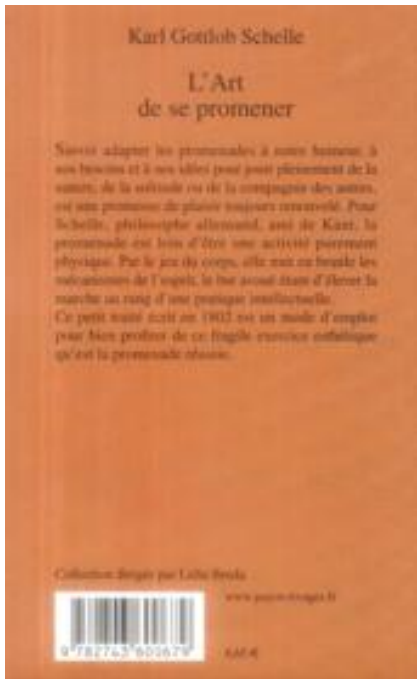 Karl Gottlob Schelle
L'Art
de se promener
Savoir adapter les promenades à notre humeur, à
nos besoins et à nos idées pour jouir pleinement de la
nature, de la solitude ou de la compagnie des autres,
est une promesse de plaisir toujours renouvelé. Pour
Schelle, philosophe allemand, ami de Kant, la
promenade est loin d'être une activité purement
physique. Par le jeu du corps, elle met en branle les
mécanismes de l'esprit, le but avoué étant d'élever la
marche au rang d'une pratique intellectuelle.
Ce petit traité écrit en 1802 est un mode d'emploi
pour bien profiter de ce fragile exercice esthétique
qu'est la promenade réussie.
Collection dirigée par Lidia Breda
www.payot-rivages.fr
9 782743 601679